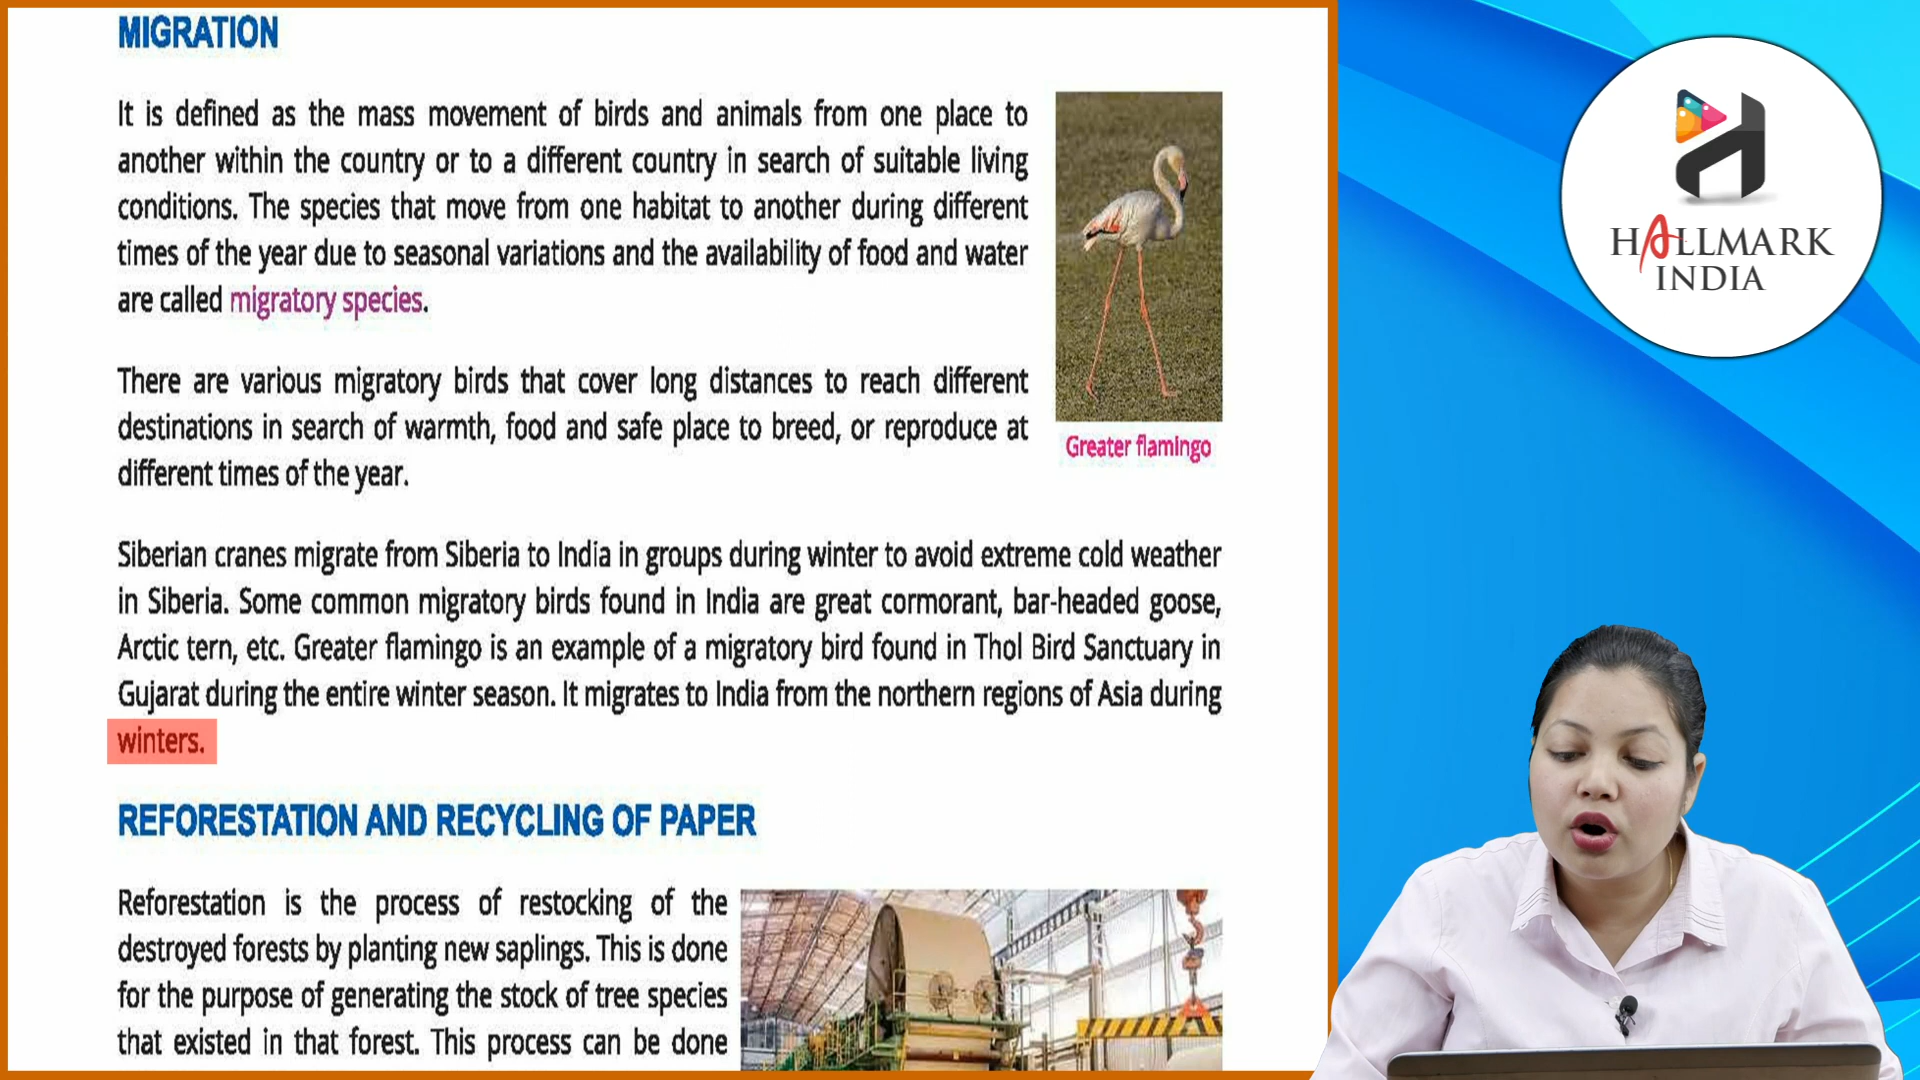 MIGRATION
It is defined as the mass movement of birds and animals from one place to
another within the country or to a different country in search of suitable living
conditions. The species that move from one habitat to another during different
times of the year due to seasonal variations and the availability of food and water
are called migratory species.
Greater flamingo
There are various migratory birds that cover long distances to reach different
destinations in search of warmth, food and safe place to breed, or reproduce at
different times of the year.
Siberian cranes migrate from Siberia to India in groups during winter to avoid extreme cold weather
in Siberia. Some common migratory birds found in India are great cormorant, bar-headed goose,
Arctic tern, etc. Greater flamingo is an example of a migratory bird found in Thol Bird Sanctuary in
Gujarat during the entire winter season. It migrates to India from the northern regions of Asia during
winters.
REFORESTATION AND RECYCLING OF PAPER
Reforestation is the process of restocking of the
destroyed forests by planting new saplings. This is done
for the purpose of generating the stock of tree species
that existed in that forest. This process can be done
HALLMARK
INDIA